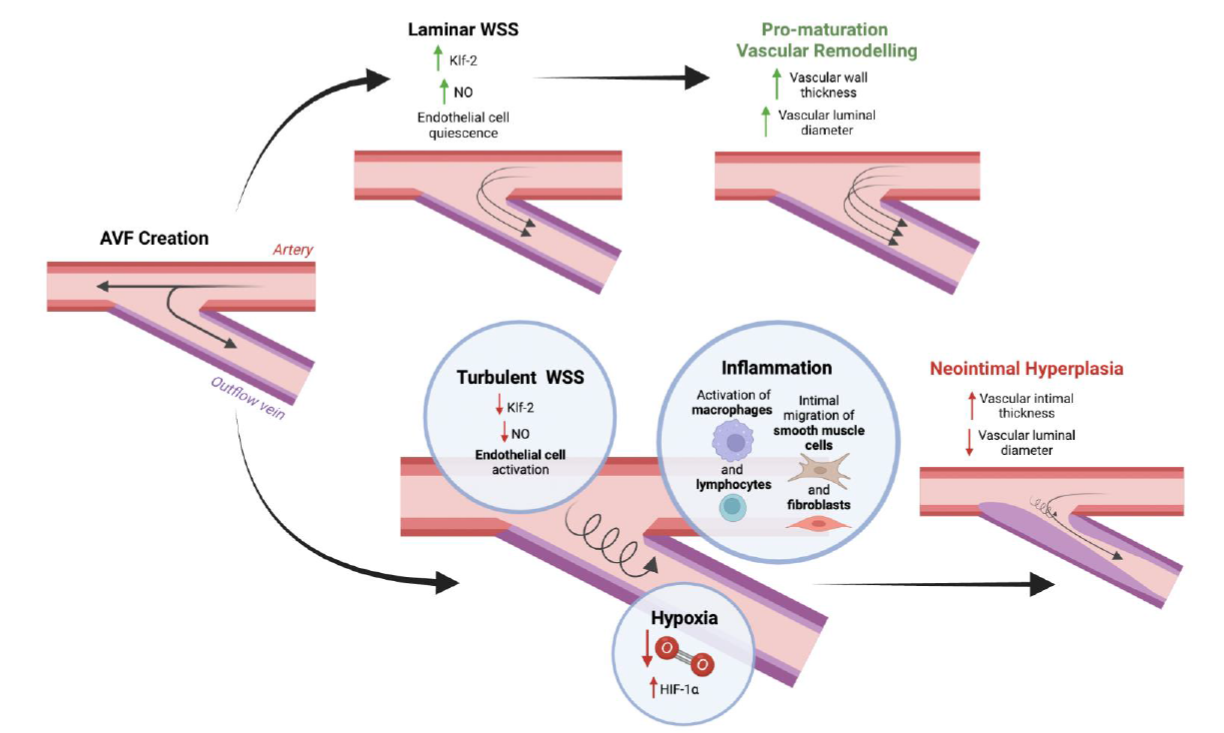 Laminar WSS
Klf-2
NO
Endothelial cell
quiescence
Pro-maturation
Vascular Remodelling
Vascular wall
thickness
Vascular luminal
diameter
AVF Creation
Artery
Outflow vein
Turbulent WSS
Klf-2
NO
Endothelial cell
activation
Inflammation
Activation of
macrophages
and
lymphocytes
Intimal
migration of
smooth muscle
cells
and
fibroblasts
Hypoxia
O
O
HIF-1α
Neointimal Hyperplasia
Vascular intimal
thickness
Vascular luminal
diameter